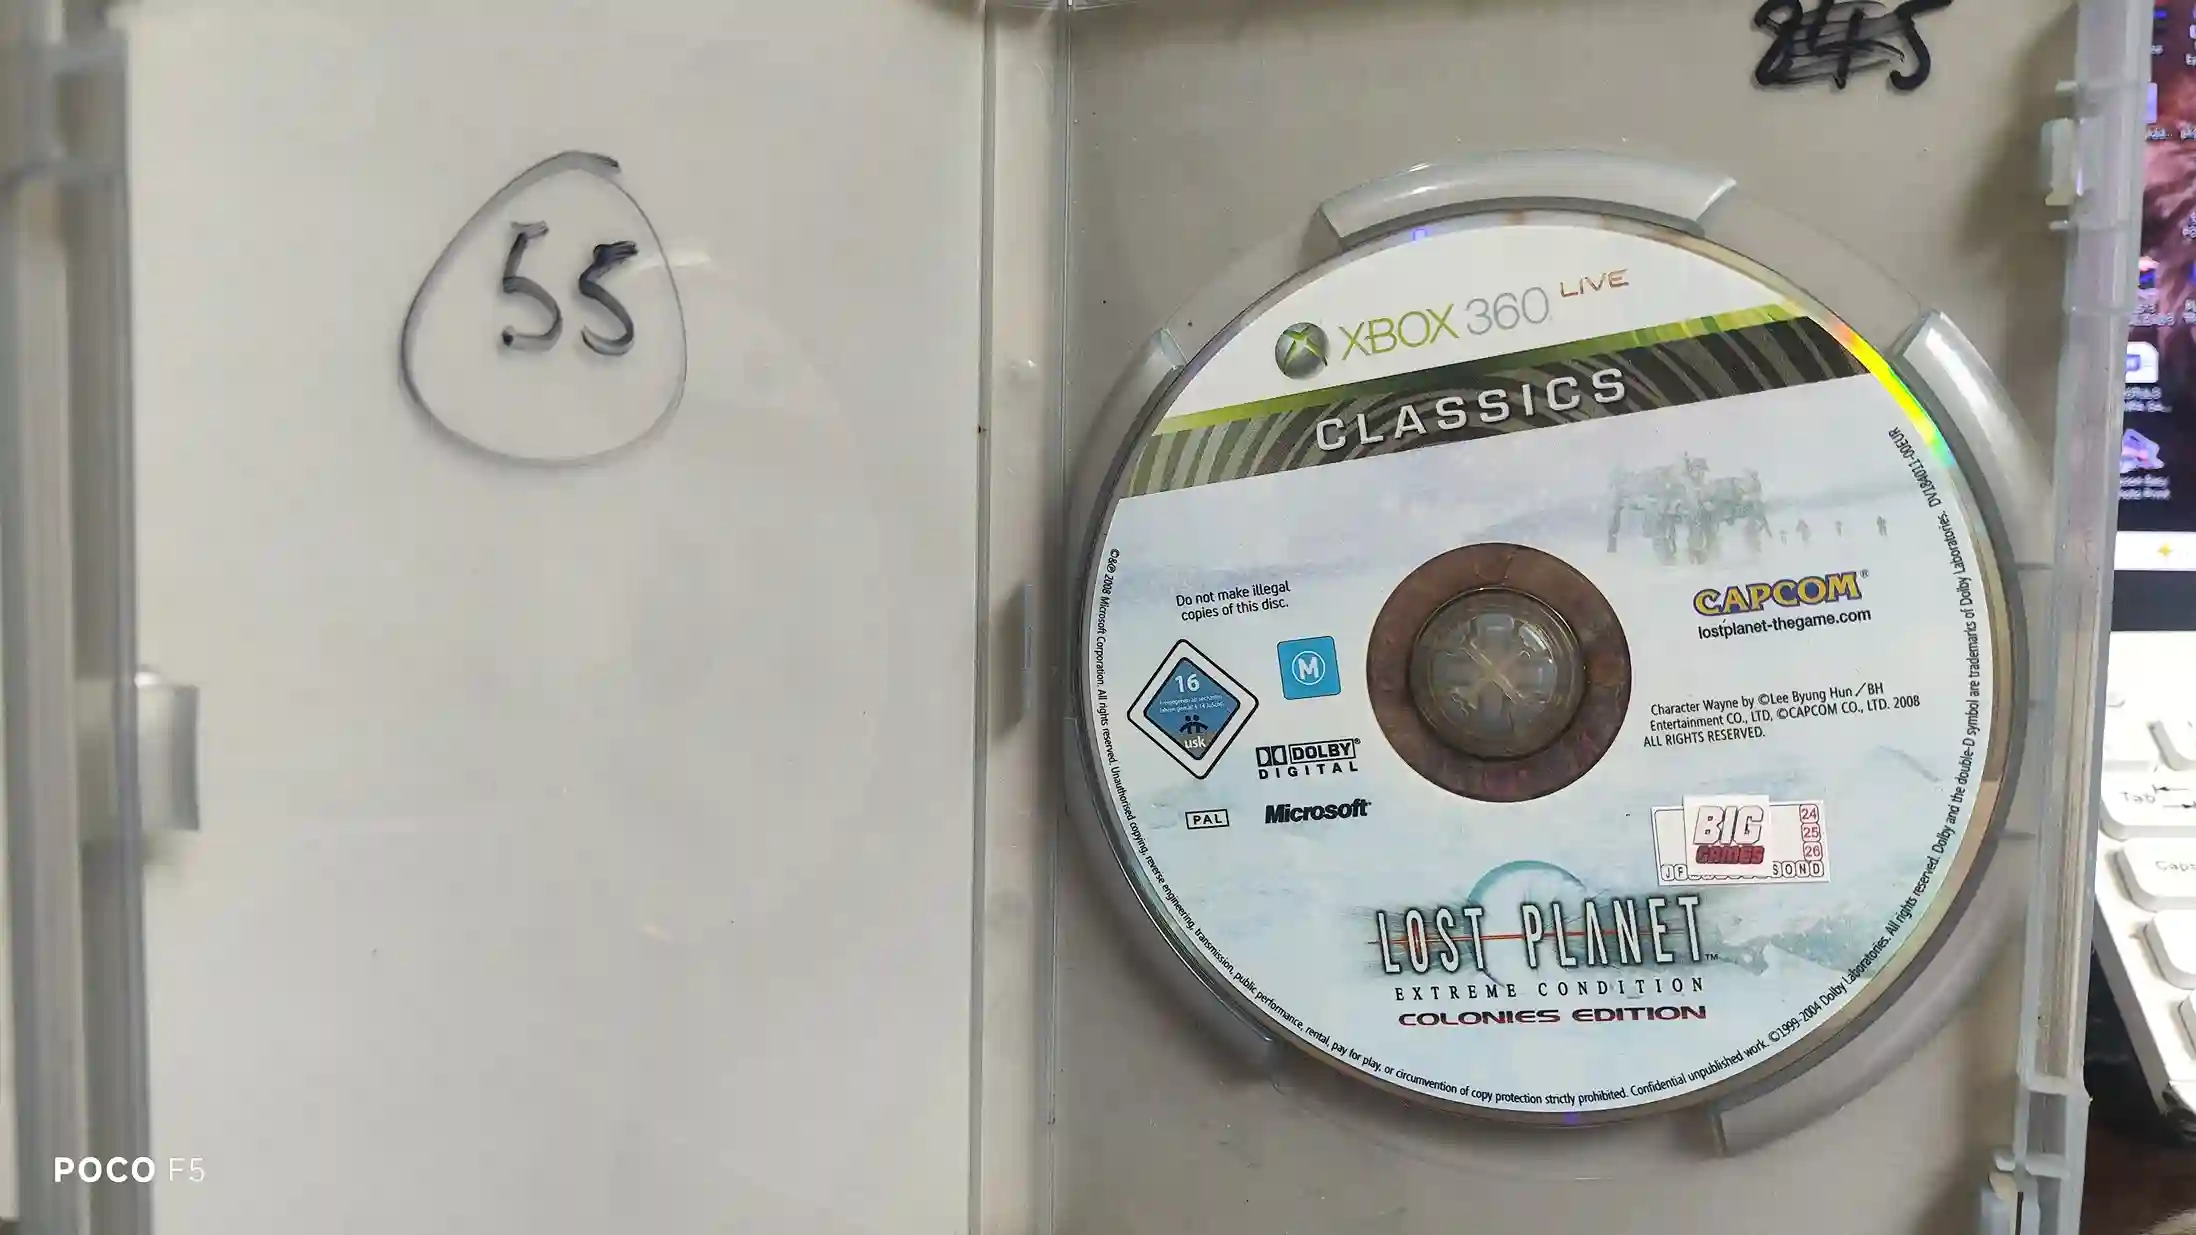 55
XBOX 360 LIVE
CLASSICS
Do not make illegal
copies of this disc.
16
usk
M
DOLBY®
DIGITAL
PAL
Microsoft®
CAPCOM®
lostplanet-thegame.com
Character Wayne by ©Lee Byung Hun／BH
Entertainment CO., LTD, ©CAPCOM CO., LTD. 2008
ALL RIGHTS RESERVED.
BIG
GAMES
24
25
26
J F
S O N D
LOST PLANET™
EXTREME CONDITION
COLONIES EDITION
©&℗ 2008 Microsoft Corporation. All rights reserved. Unauthorised copying, reverse engineering, transmission, public performance, rental, pay for play, or circumvention of copy protection strictly prohibited. Confidential unpublished work. ©1999-2004 Dolby Laboratories. All rights reserved. Dolby and the double-D symbol are trademarks of Dolby Laboratories.
Tab
Caps
POCO F5